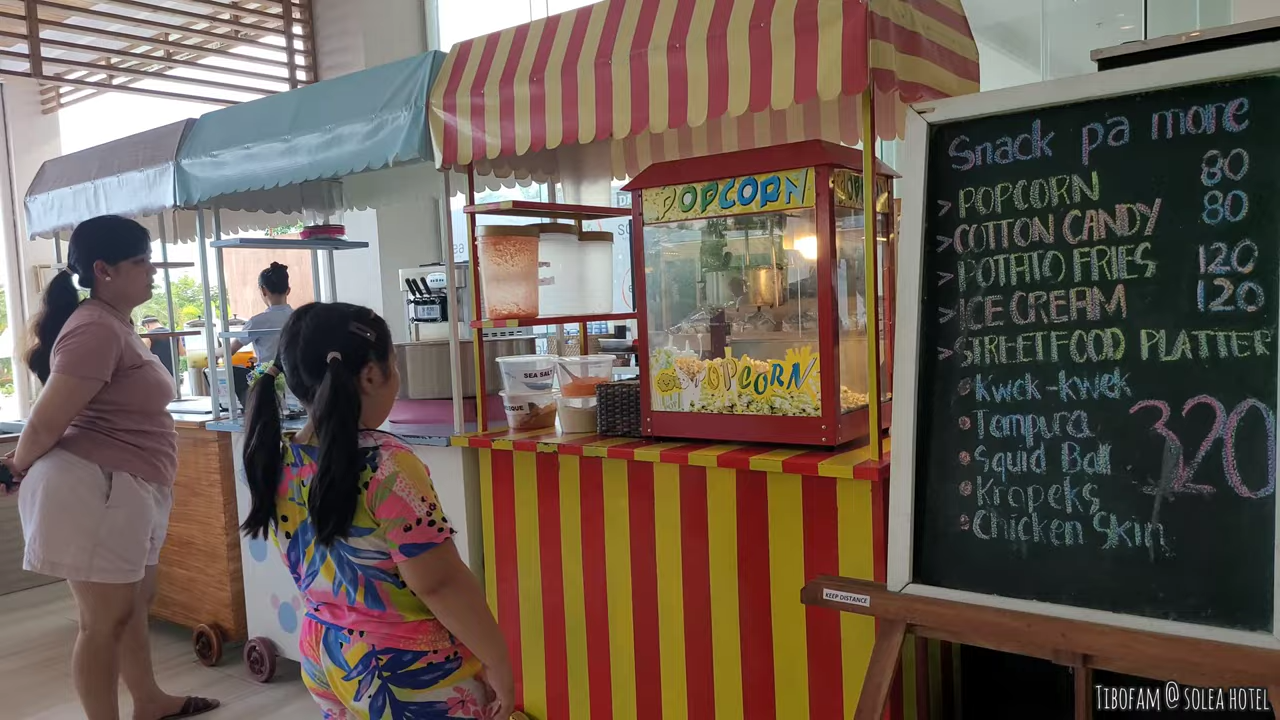 POPCORN
POPCORN
SEA SALT
Snack pa more
> POPCORN 80
> COTTON CANDY 80
> POTATO FRIES 120
> ICE CREAM 120
> STREETFOOD PLATTER
• Kwek-kwek
• Tampura 320
• Squid Ball
• Kropeks
• Chicken Skin
KEEP DISTANCE
TIBOFAM @ SOLEA HOTEL